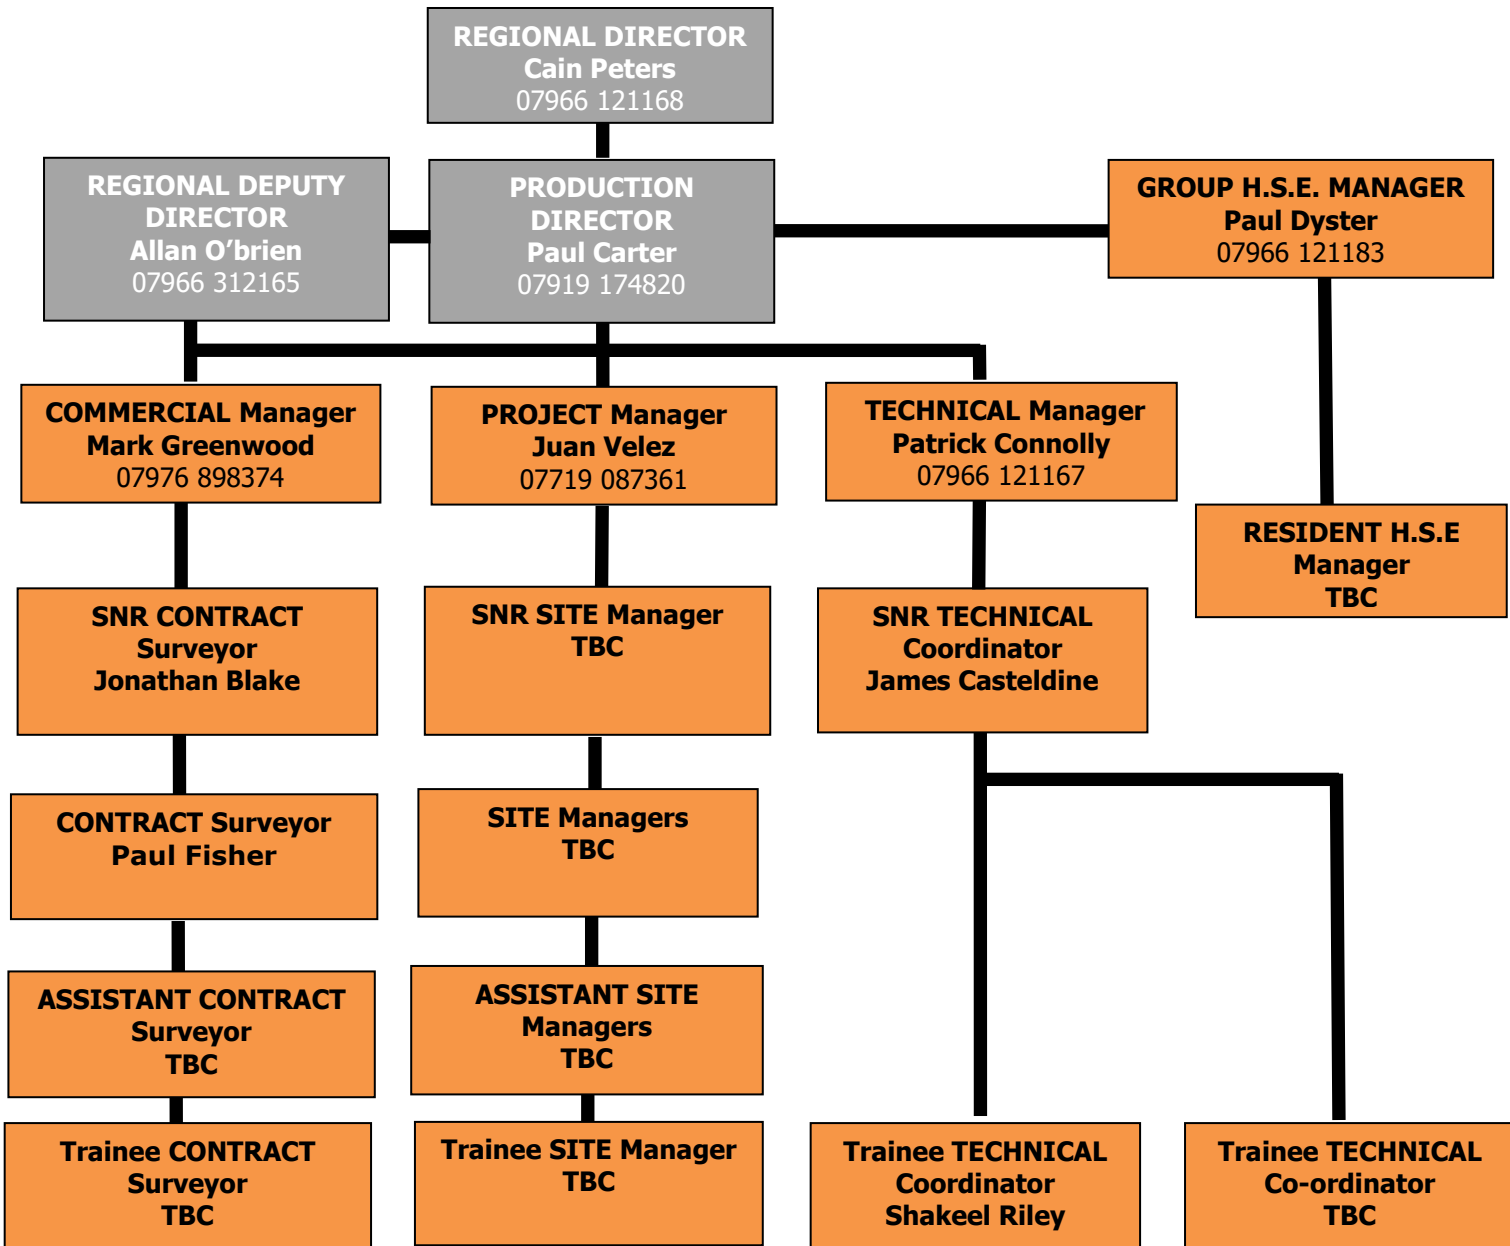 REGIONAL DIRECTOR
Cain Peters
07966 121168
REGIONAL DEPUTY
DIRECTOR
Allan O’brien
07966 312165
PRODUCTION
DIRECTOR
Paul Carter
07919 174820
GROUP H.S.E. MANAGER
Paul Dyster
07966 121183
COMMERCIAL Manager
Mark Greenwood
07976 898374
PROJECT Manager
Juan Velez
07719 087361
TECHNICAL Manager
Patrick Connolly
07966 121167
RESIDENT H.S.E
Manager
TBC
SNR CONTRACT
Surveyor
Jonathan Blake
SNR SITE Manager
TBC
SNR TECHNICAL
Coordinator
James Casteldine
CONTRACT Surveyor
Paul Fisher
SITE Managers
TBC
ASSISTANT CONTRACT
Surveyor
TBC
ASSISTANT SITE
Managers
TBC
Trainee CONTRACT
Surveyor
TBC
Trainee SITE Manager
TBC
Trainee TECHNICAL
Coordinator
Shakeel Riley
Trainee TECHNICAL
Co-ordinator
TBC